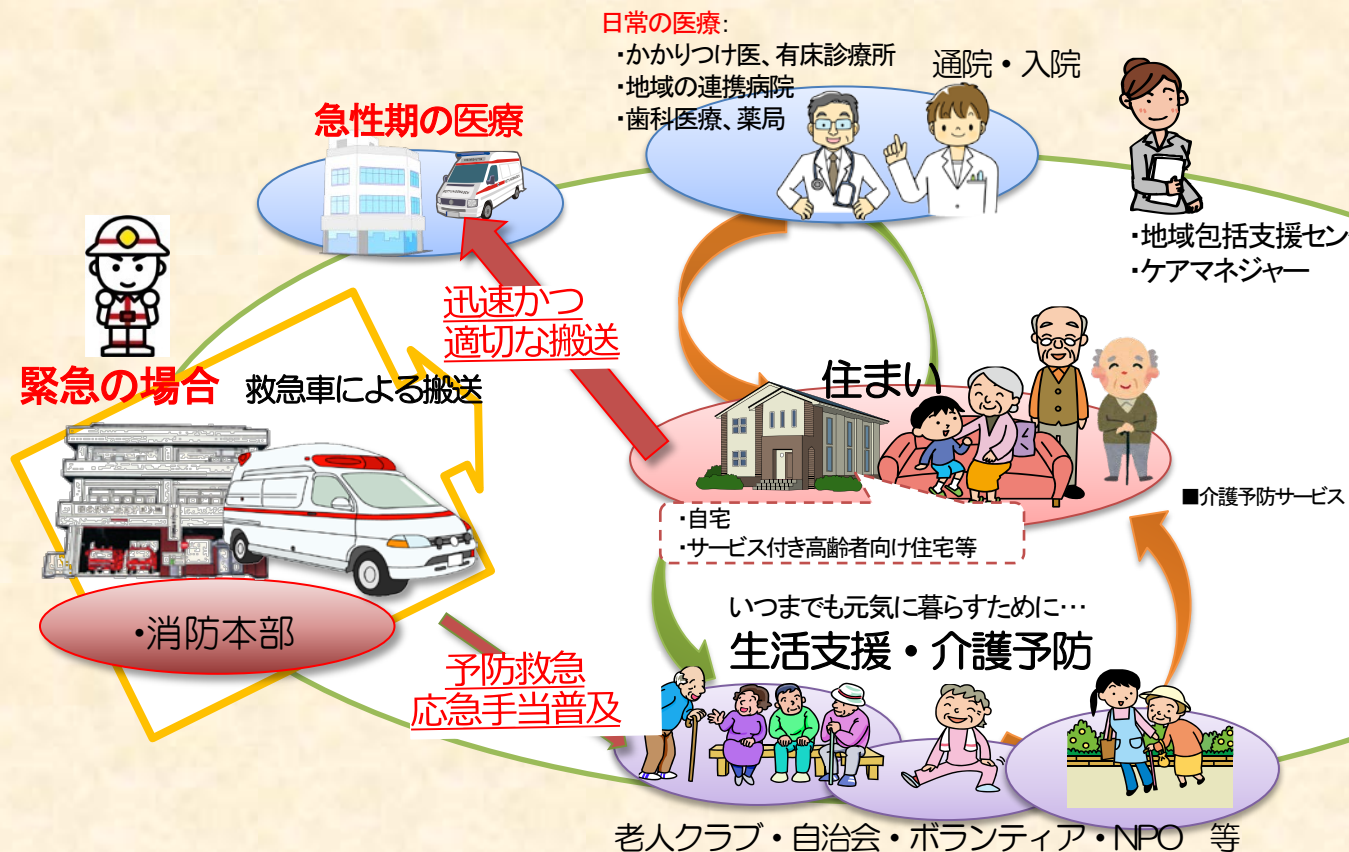 日常の医療:
・かかりつけ医、有床診療所
・地域の連携病院
・歯科医療、薬局
通院・入院
急性期の医療
・地域包括支援セン
・ケアマネジャー
迅速かつ
適切な搬送
緊急の場合
救急車による搬送
住まい
・自宅
・サービス付き高齢者向け住宅等
■介護予防サービス
・消防本部
いつまでも元気に暮らすために…
生活支援・介護予防
予防救急
応急手当普及
老人クラブ・自治会・ボランティア・NPO 等